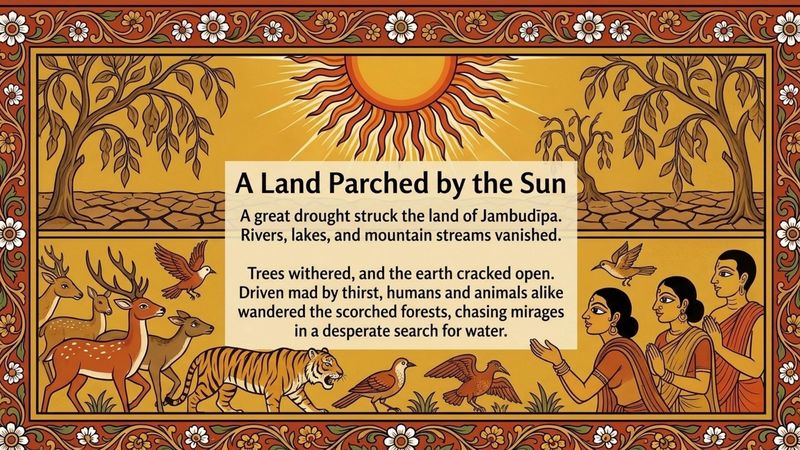 A Land Parched by the Sun
A great drought struck the land of Jambudīpa.
Rivers, lakes, and mountain streams vanished.
Trees withered, and the earth cracked open.
Driven mad by thirst, humans and animals alike
wandered the scorched forests, chasing mirages
in a desperate search for water.